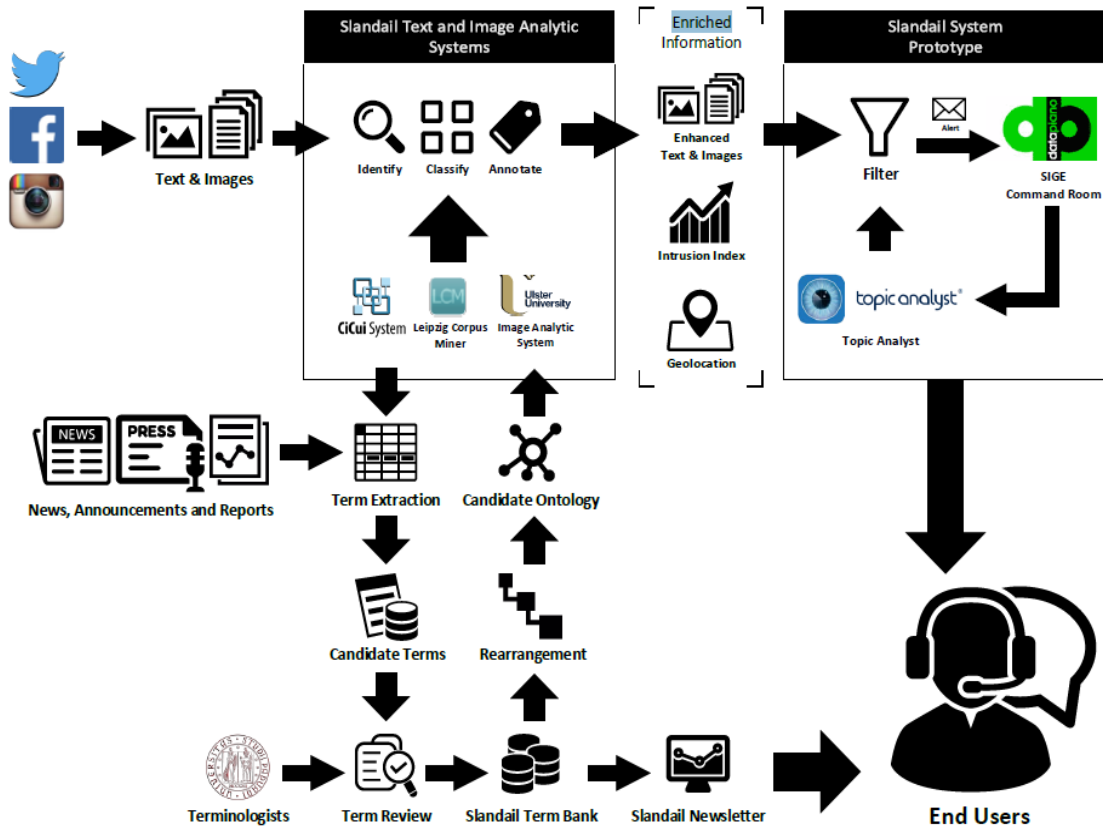 Slandail Text and Image Analytic
Systems
Enriched
Information
Slandail System
Prototype
Text & Images
Identify
Classify
Annotate
Enhanced
Text & Images
Filter
Alert
datapiano
SIGE
Command Room
Intrusion Index
CiCui System
LCM
Leipzig Corpus
Miner
Ulster
University
Image Analytic
System
Geolocation
topic analyst®
Topic Analyst
NEWS
PRESS
News, Announcements and Reports
Term Extraction
Candidate Ontology
Candidate Terms
Rearrangement
Terminologists
Term Review
Slandail Term Bank
Slandail Newsletter
End Users